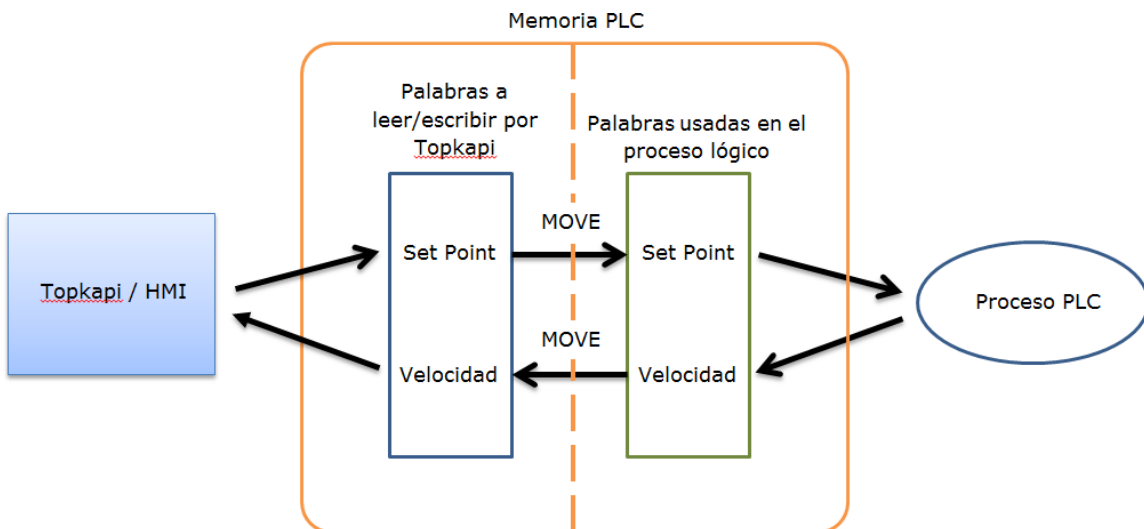 Memoria PLC
Palabras a
leer/escribir por
Topkapi
Palabras usadas en el
proceso lógico
MOVE
Set Point
Set Point
Topkapi / HMI
Proceso PLC
MOVE
Velocidad
Velocidad